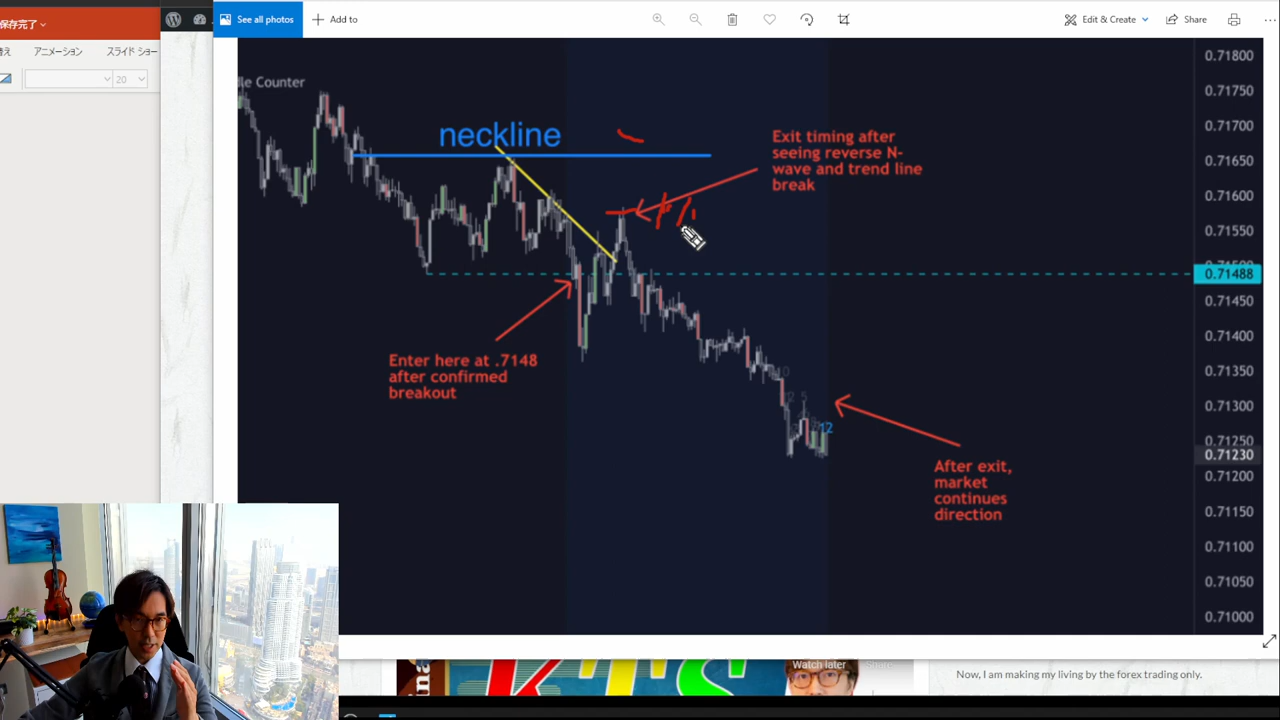 保存完了
See all photos
Add to
Edit & Create
Share
アニメーション
スライド ショー
20
le Counter
neckline
Exit timing after
seeing reverse N-
wave and trend line
break
Enter here at .7148
after confirmed
breakout
After exit,
market
continues
direction
12
0.71800
0.71750
0.71700
0.71650
0.71600
0.71550
0.71488
0.71450
0.71400
0.71350
0.71300
0.71250
0.71230
0.71200
0.71150
0.71100
0.71050
0.71000
KTS
Watch later
Share
Now, I am making my living by the forex trading only.